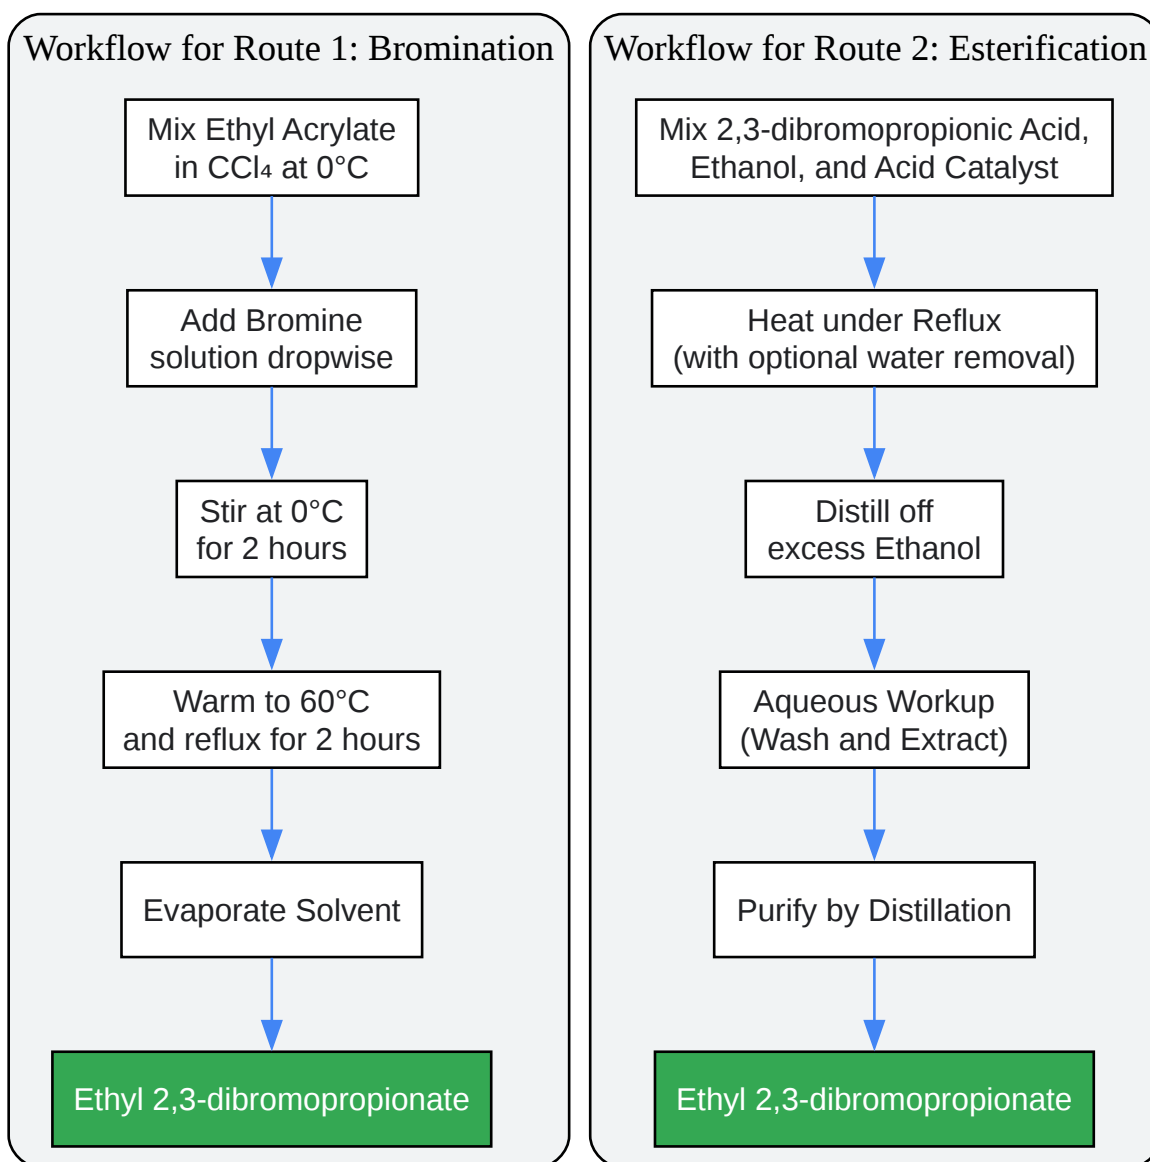 Workflow for Route 1: Bromination
Mix Ethyl Acrylate
in CCl₄ at 0°C
Add Bromine
solution dropwise
Stir at 0°C
for 2 hours
Warm to 60°C
and reflux for 2 hours
Evaporate Solvent
Ethyl 2,3-dibromopropionate
Workflow for Route 2: Esterification
Mix 2,3-dibromopropionic Acid,
Ethanol, and Acid Catalyst
Heat under Reflux
(with optional water removal)
Distill off
excess Ethanol
Aqueous Workup
(Wash and Extract)
Purify by Distillation
Ethyl 2,3-dibromopropionate